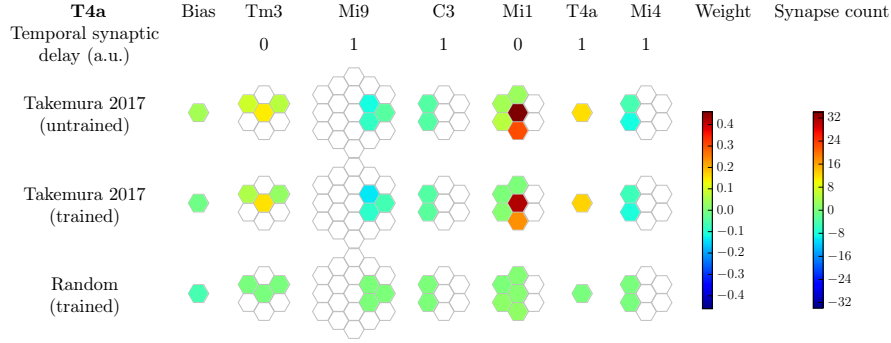 T4a Bias Tm3 Mi9 C3 Mi1 T4a Mi4 Weight Synapse count
Temporal synaptic
delay (a.u.) 0 1 1 0 1 1
Takemura 2017
(untrained)
Takemura 2017
(trained)
Random
(trained)
0.4
0.3
0.2
0.1
0.0
−0.1
−0.2
−0.3
−0.4
32
24
16
8
0
−8
−16
−24
−32